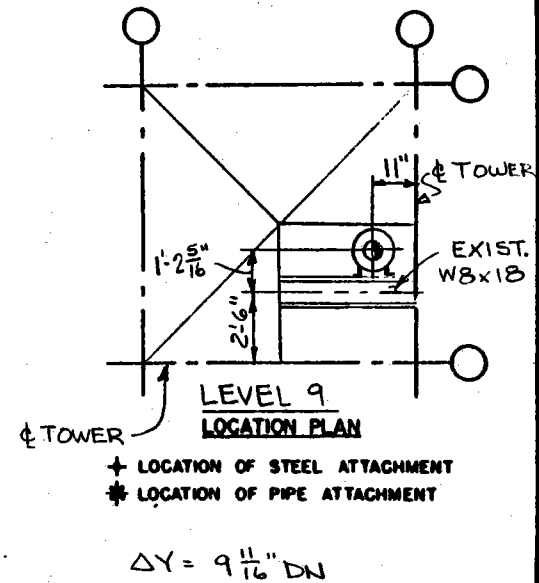 11"
℄ TOWER
1'-2 5/16"
EXIST.
W8x18
2'-6"
LEVEL 9
LOCATION PLAN
℄ TOWER
LOCATION OF STEEL ATTACHMENT
LOCATION OF PIPE ATTACHMENT
ΔY = 9 11/16" DN